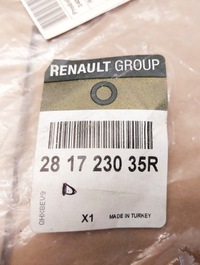 RENAULT GROUP
28 17 230 35R
X1
MADE IN TURKEY